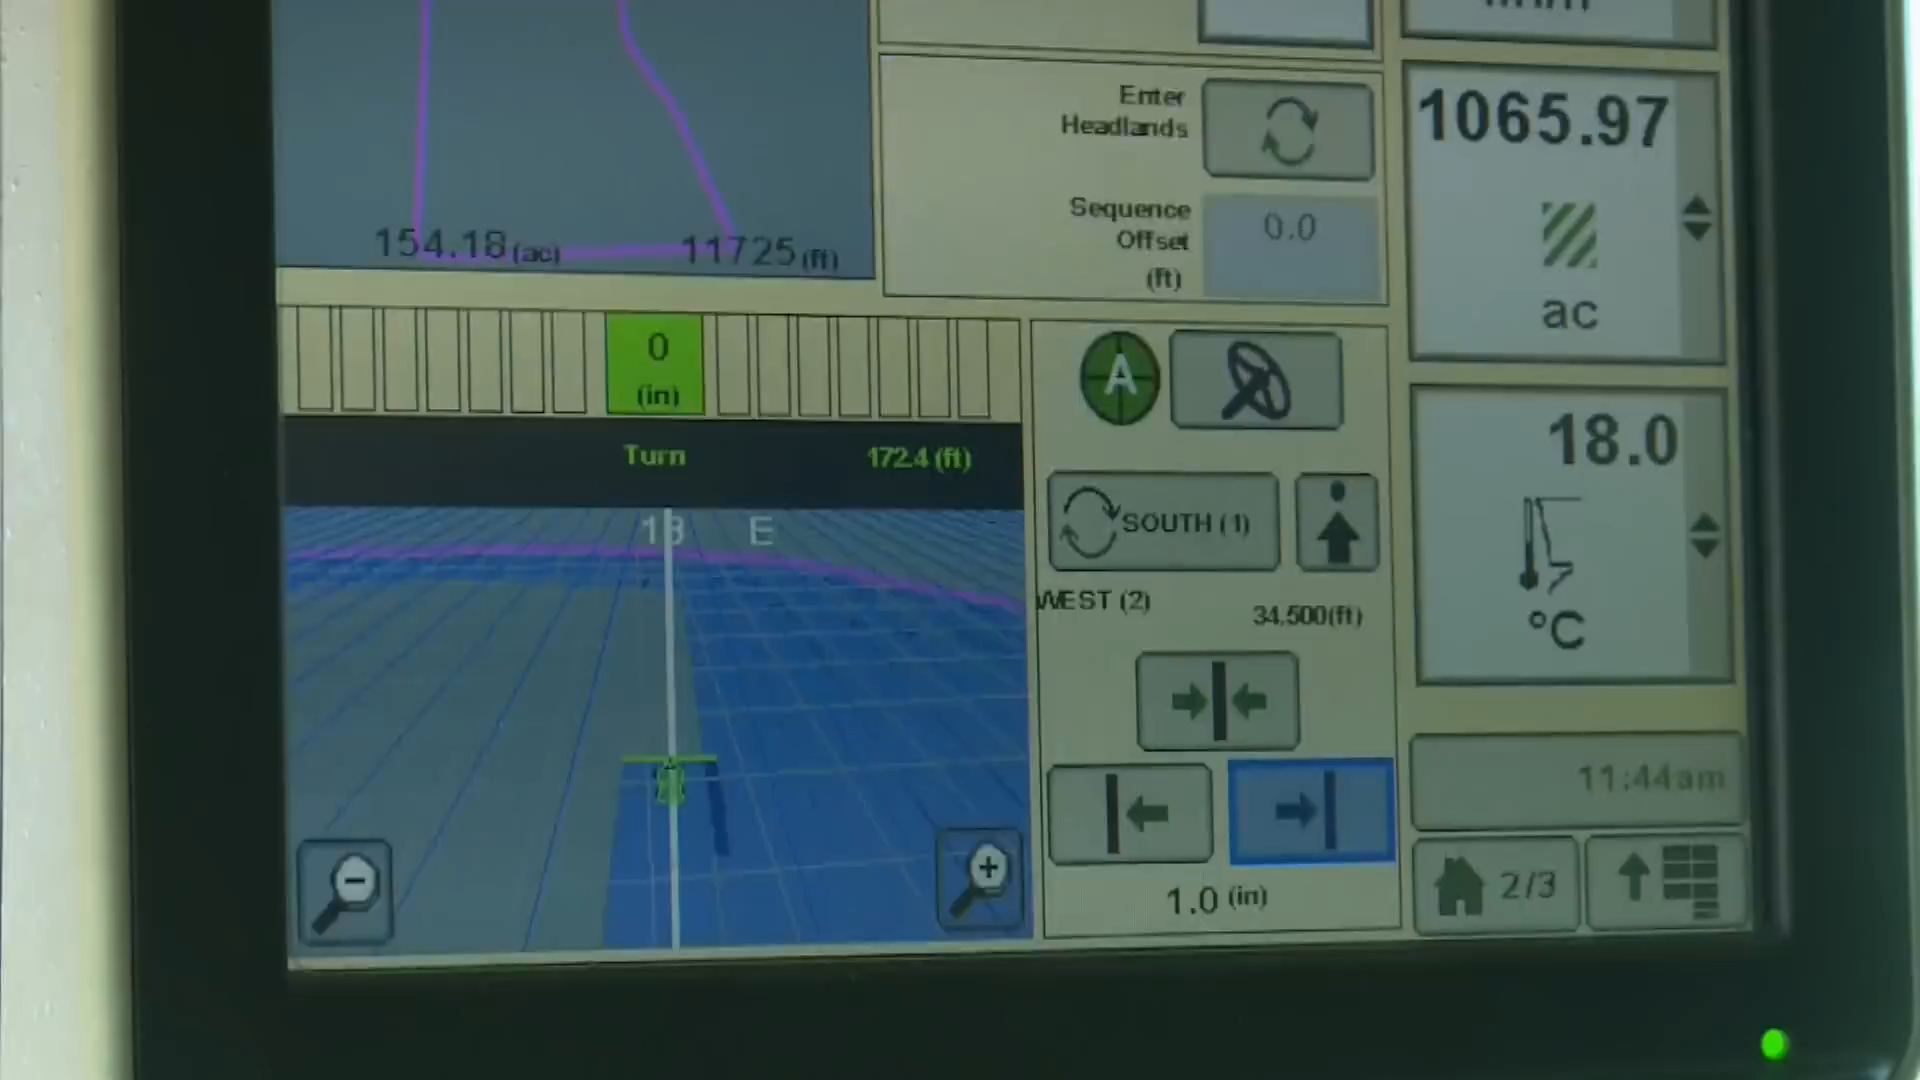 Enter
Headlands
Sequence
Offset
(ft)
0.0
154.18 (ac)
11725 (ft)
0
(in)
Turn
172.4 (ft)
18
E
A
SOUTH (1)
WEST (2)
34.500(ft)
1.0 (in)
1065.97
ac
18.0
°C
11:44am
2/3